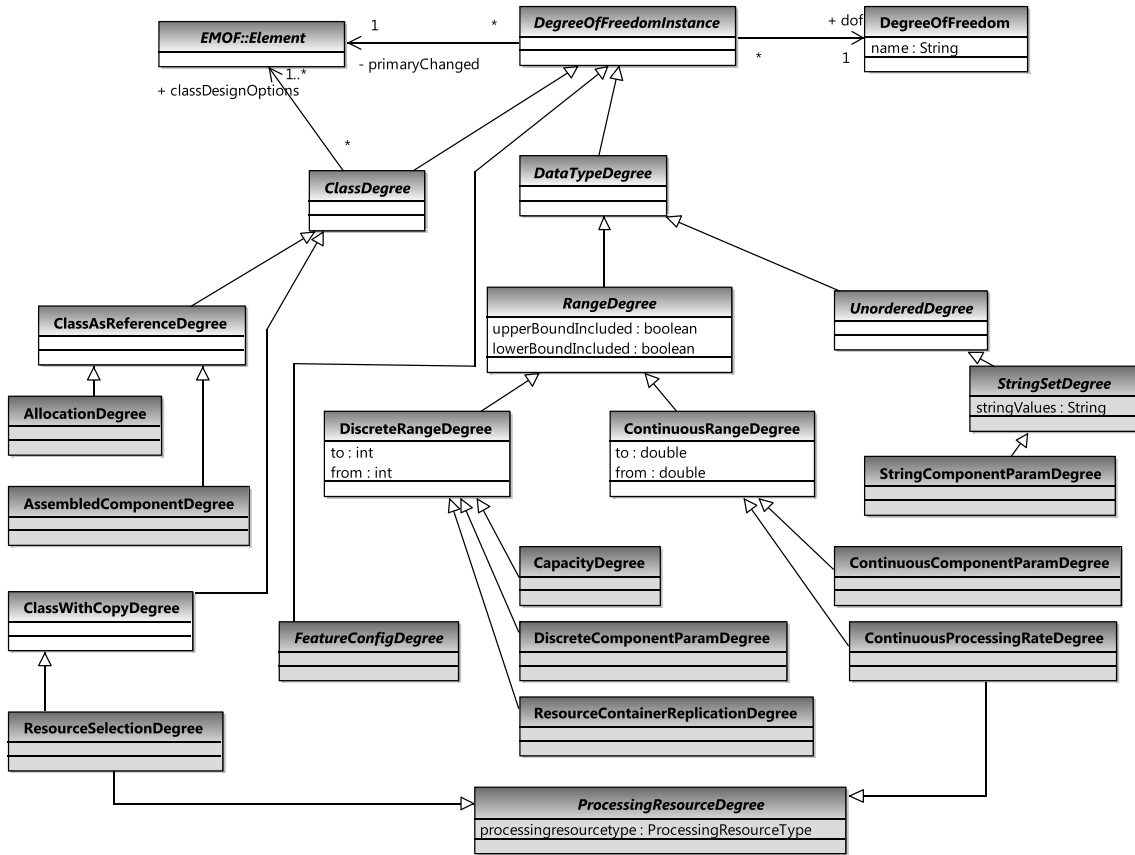 EMOF::Element
1
*
- primaryChanged
DegreeOfFreedomInstance
+ dof
*
1
DegreeOfFreedom
name : String
1..*
+ classDesignOptions
*
ClassDegree
DataTypeDegree
ClassAsReferenceDegree
RangeDegree
upperBoundIncluded : boolean
lowerBoundIncluded : boolean
UnorderedDegree
StringSetDegree
stringValues : String
AllocationDegree
DiscreteRangeDegree
to : int
from : int
ContinuousRangeDegree
to : double
from : double
StringComponentParamDegree
AssembledComponentDegree
CapacityDegree
ContinuousComponentParamDegree
ClassWithCopyDegree
FeatureConfigDegree
DiscreteComponentParamDegree
ContinuousProcessingRateDegree
ResourceContainerReplicationDegree
ResourceSelectionDegree
ProcessingResourceDegree
processingresourcetype : ProcessingResourceType